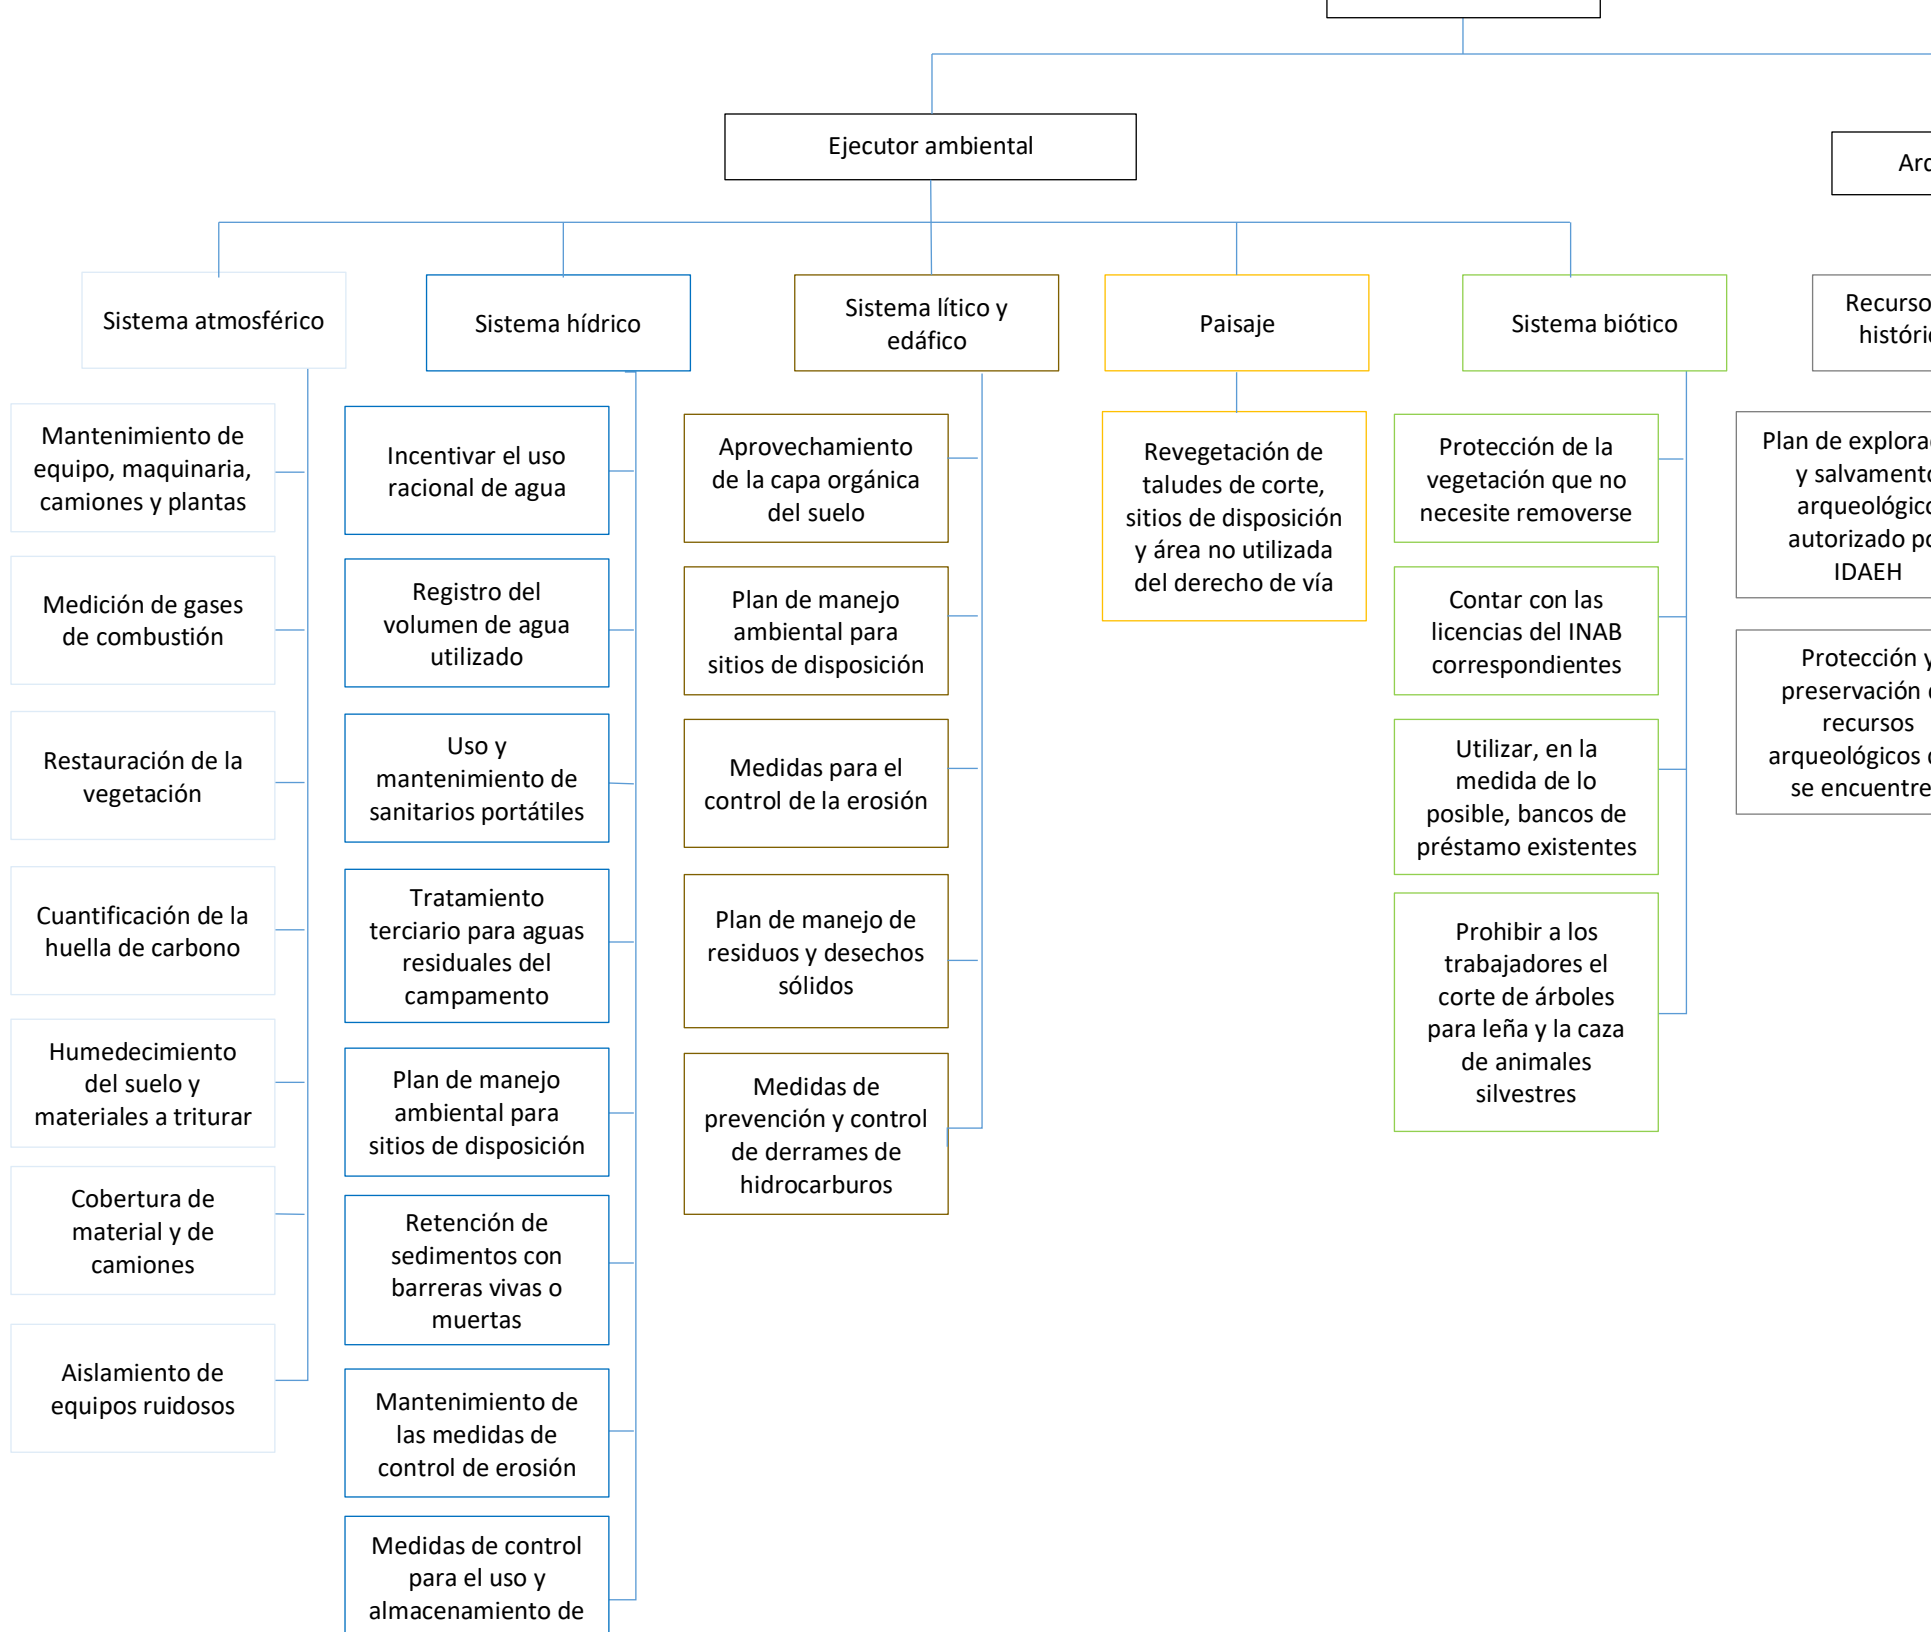 Ejecutor ambiental
Sistema atmosférico
Mantenimiento de
equipo, maquinaria,
camiones y plantas
Medición de gases
de combustión
Restauración de la
vegetación
Cuantificación de la
huella de carbono
Humedecimiento
del suelo y
materiales a triturar
Cobertura de
material y de
camiones
Aislamiento de
equipos ruidosos
Sistema hídrico
Incentivar el uso
racional de agua
Registro del
volumen de agua
utilizado
Uso y
mantenimiento de
sanitarios portátiles
Tratamiento
terciario para aguas
residuales del
campamento
Plan de manejo
ambiental para
sitios de disposición
Retención de
sedimentos con
barreras vivas o
muertas
Mantenimiento de
las medidas de
control de erosión
Medidas de control
para el uso y
almacenamiento de
Sistema lítico y
edáfico
Aprovechamiento
de la capa orgánica
del suelo
Plan de manejo
ambiental para
sitios de disposición
Medidas para el
control de la erosión
Plan de manejo de
residuos y desechos
sólidos
Medidas de
prevención y control
de derrames de
hidrocarburos
Paisaje
Revegetación de
taludes de corte,
sitios de disposición
y área no utilizada
del derecho de vía
Sistema biótico
Protección de la
vegetación que no
necesite removerse
Contar con las
licencias del INAB
correspondientes
Utilizar, en la
medida de lo
posible, bancos de
préstamo existentes
Prohibir a los
trabajadores el
corte de árboles
para leña y la caza
de animales
silvestres
Plan de
y
autorizado
IDAEH
Protección y
preservación
recursos
arqueológicos
se